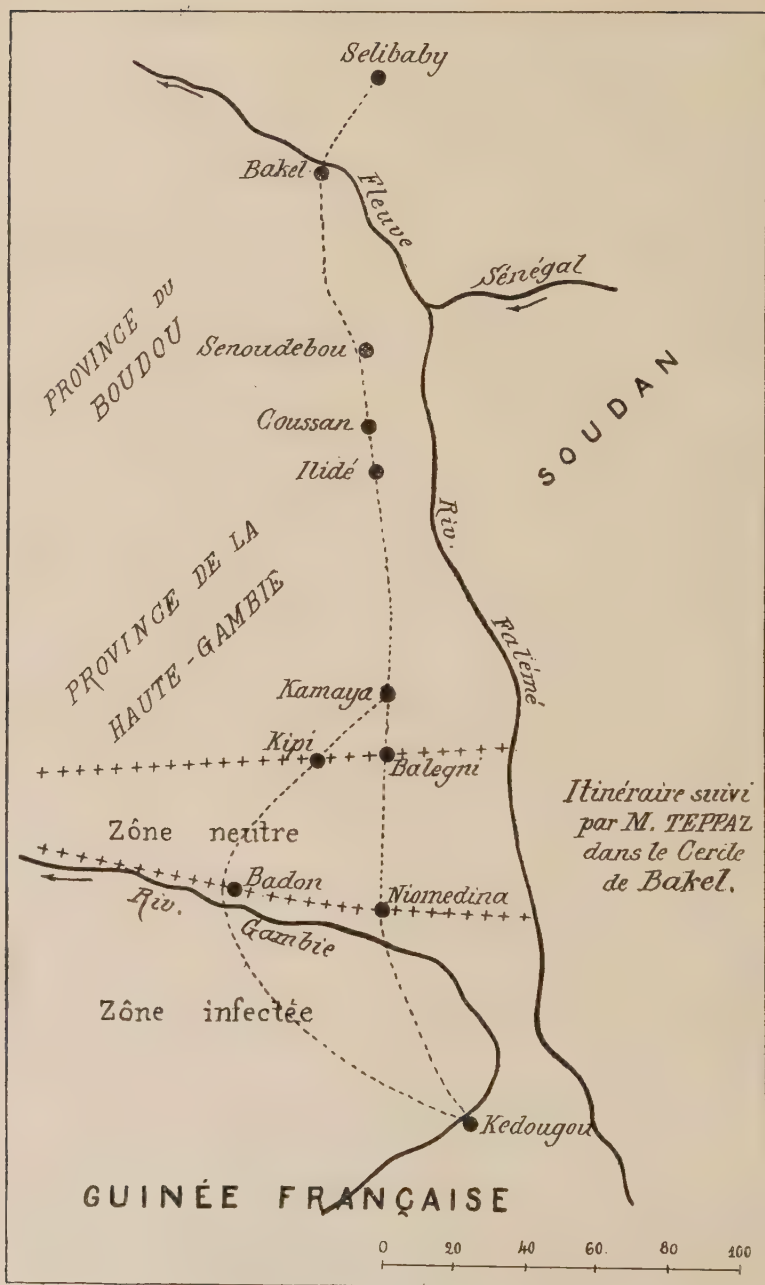 Selibaby
Bakel
Fleuve
Sénégal
PROVINCE DU
BOUDOU
Senoudebou
SOUDAN
Coussan
Ilidé
Riv.
Falémé
PROVINCE DE LA
HAUTE-GAMBIE
Kamaya
Kipi
Balegni
Itinéraire suivi
par M. TEPPAZ
dans le Cercle
de Bakel.
Zône neutre
Badon
Niomedina
Riv.
Gambie
Zône infectée
Kedougou
GUINÉE FRANÇAISE
0 20 40 60. 80 100